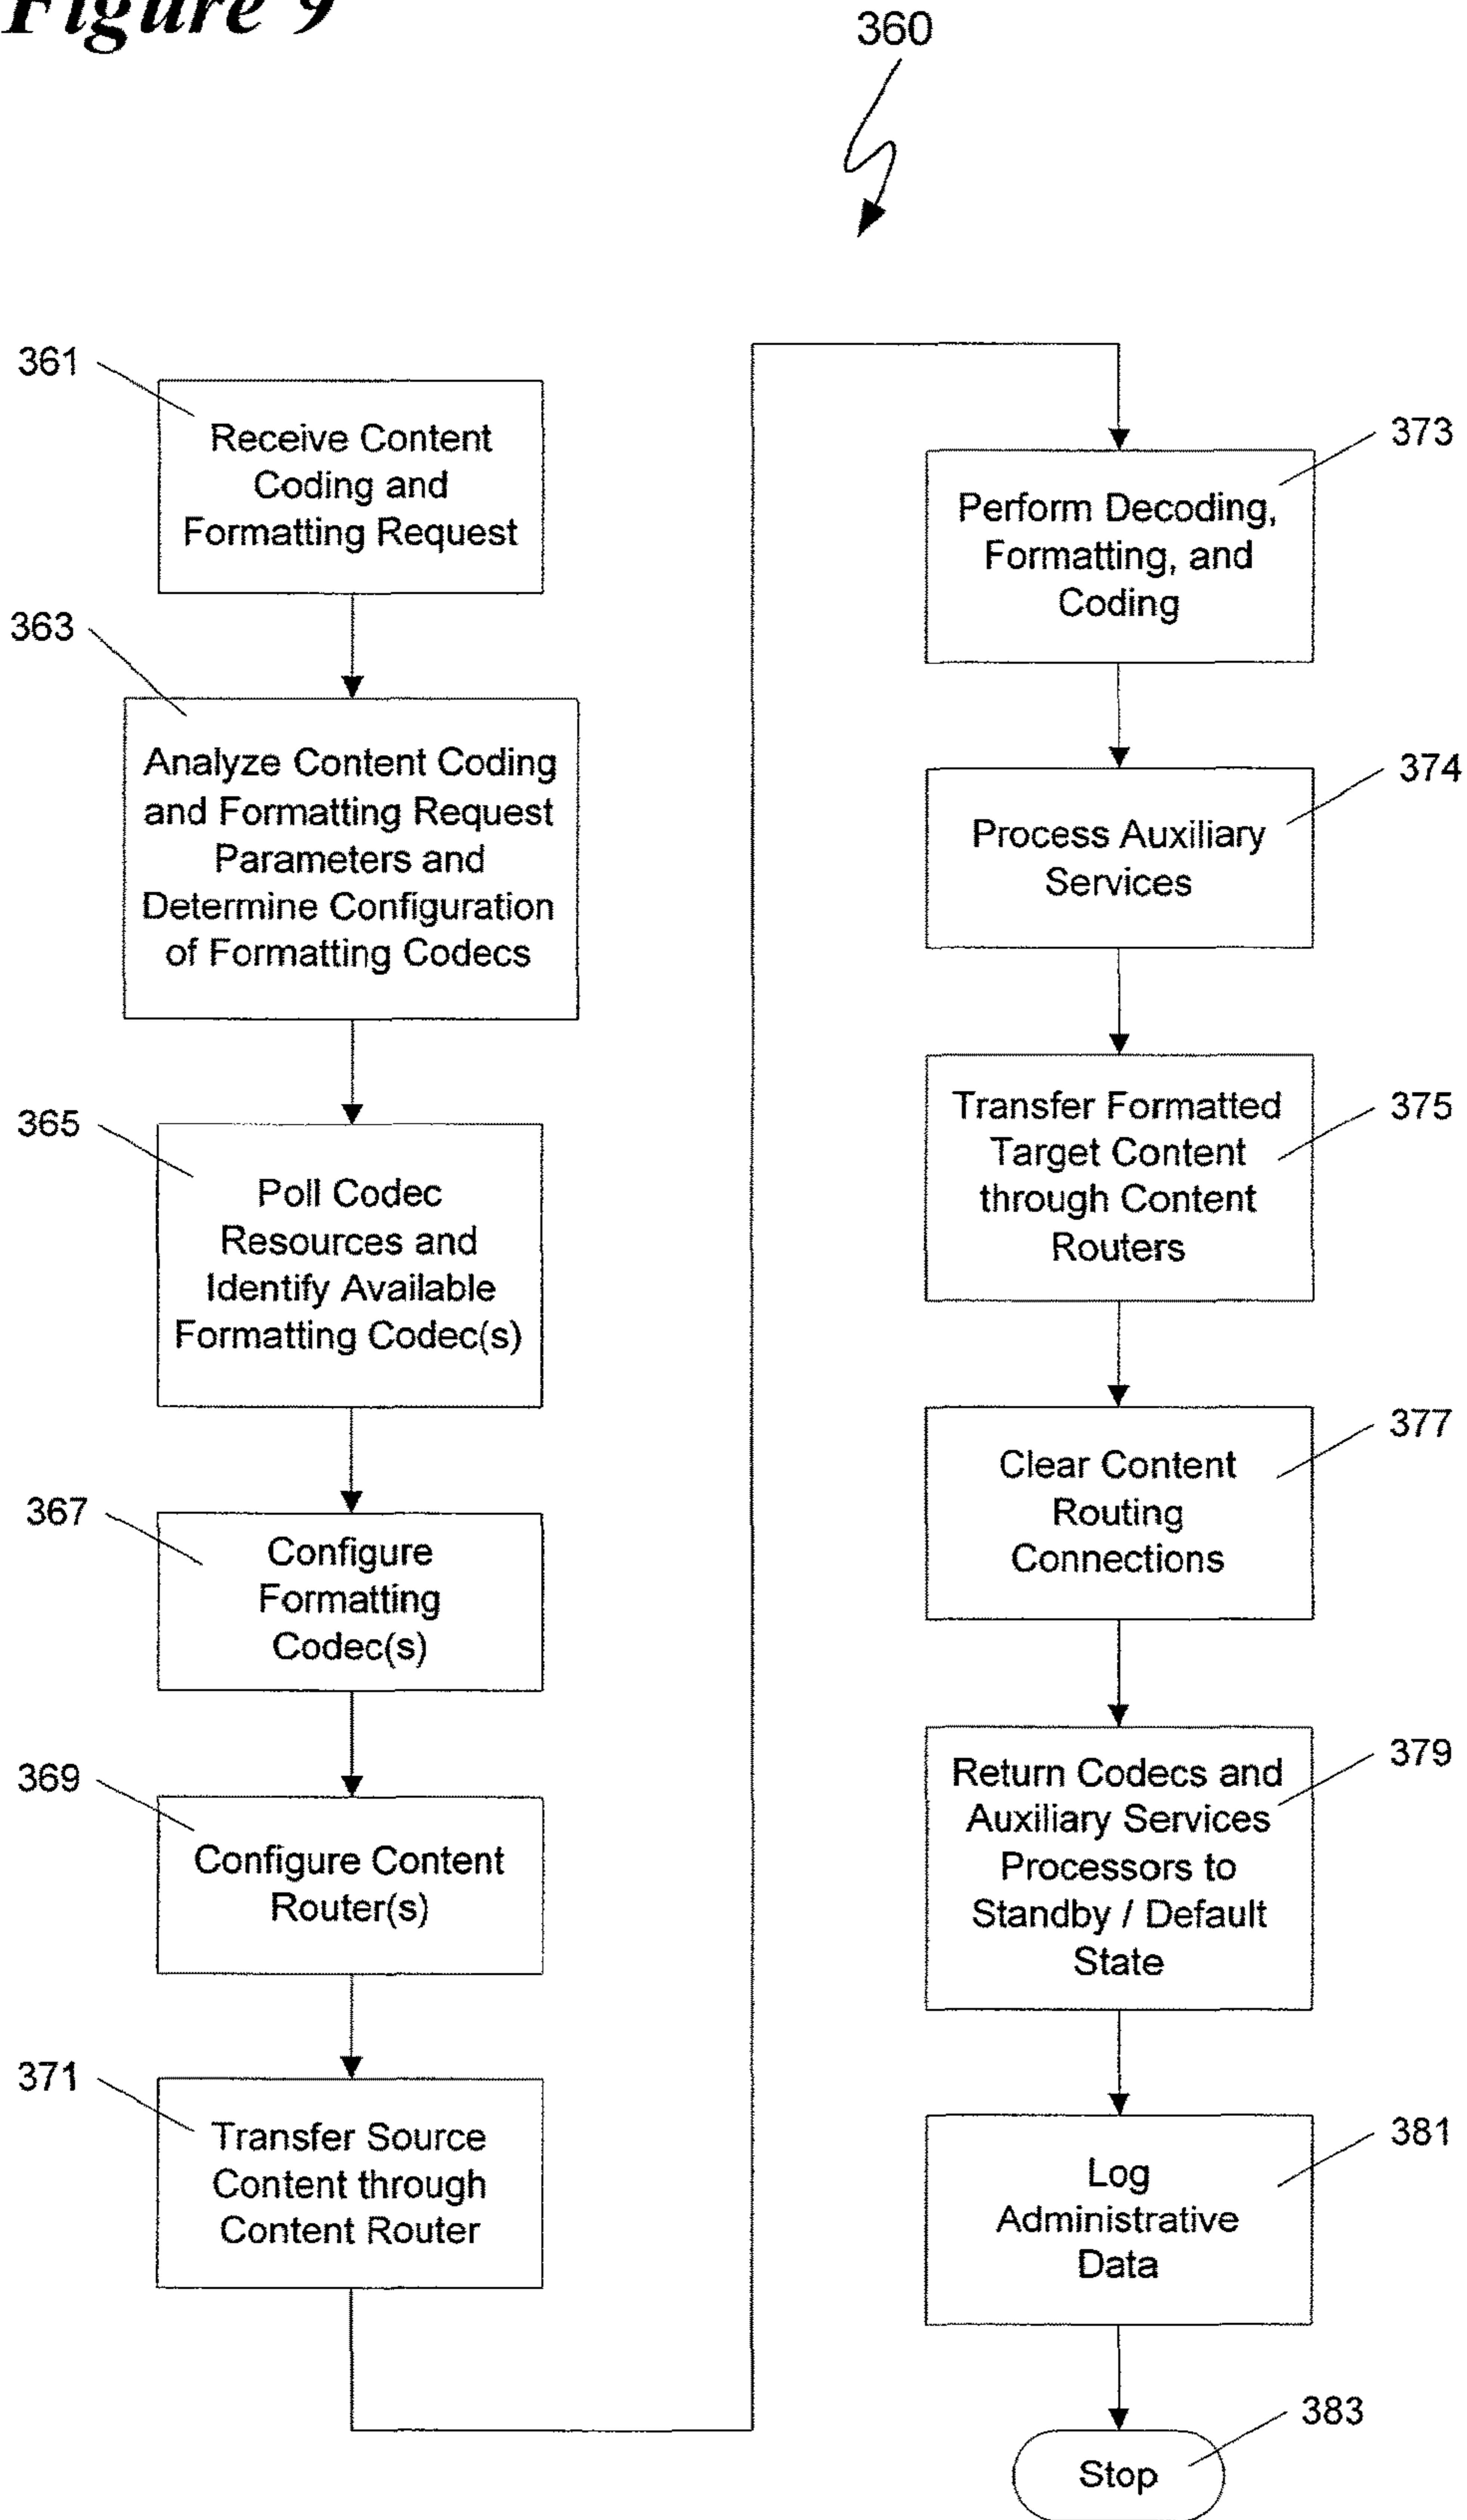 Figure 9
360
361
Receive Content
Coding and
Formatting Request
363
Analyze Content Coding
and Formatting Request
Parameters and
Determine Configuration
of Formatting Codecs
365
Poll Codec
Resources and
Identify Available
Formatting Codec(s)
367
Configure
Formatting
Codec(s)
369
Configure Content
Router(s)
371
Transfer Source
Content through
Content Router
373
Perform Decoding,
Formatting, and
Coding
374
Process Auxiliary
Services
375
Transfer Formatted
Target Content
through Content
Routers
377
Clear Content
Routing
Connections
379
Return Codecs and
Auxiliary Services
Processors to
Standby / Default
State
381
Log
Administrative
Data
383
Stop